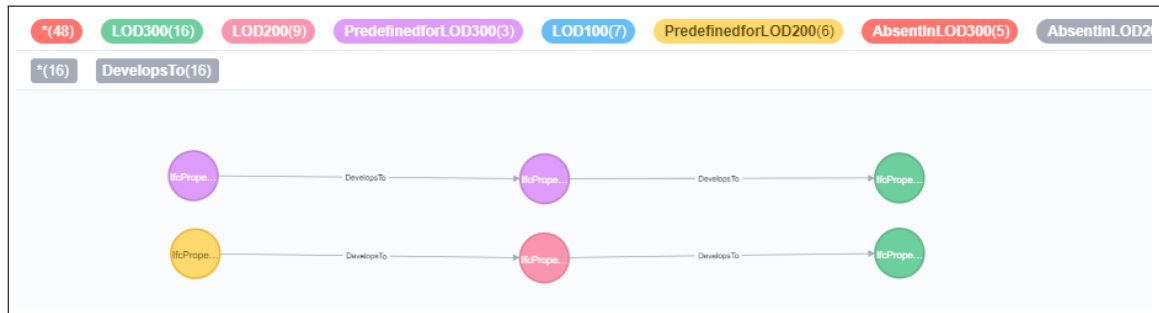 *(48) LOD300(16) LOD200(9) PredefinedforLOD300(3) LOD100(7) PredefinedforLOD200(6) AbsentInLOD300(5) AbsentInLOD2
*(16) DevelopsTo(16)
IfcPrope... DevelopsTo IfcPrope... DevelopsTo IfcPrope...
IfcPrope... DevelopsTo IfcPrope... DevelopsTo IfcPrope...